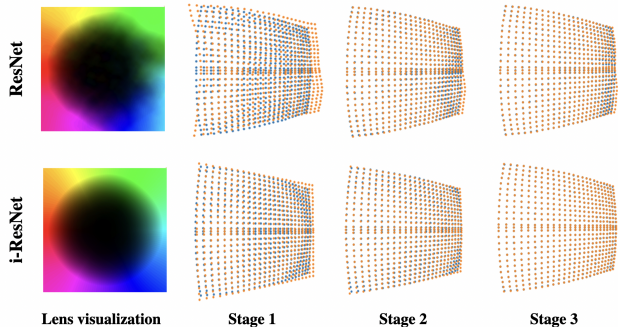 ResNet
i-ResNet
Lens visualization
Stage 1
Stage 2
Stage 3